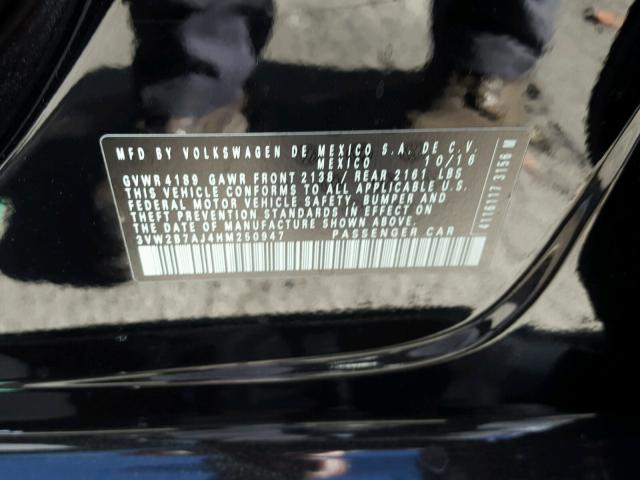 MFD BY VOLKSWAGEN DE MEXICO S.A. DE C.V.
MEXICO 10/16
GVWR 4189 GAWR FRONT 2138 / REAR 2161 LBS
THIS VEHICLE CONFORMS TO ALL APPLICABLE U.S.
FEDERAL MOTOR VEHICLE SAFETY, BUMPER AND
THEFT PREVENTION STANDARDS IN EFFECT ON
THE DATE OF MANUFACTURE SHOWN ABOVE.
3VW2B7AJ4HM250947 PASSENGER CAR
41116117 3156 M